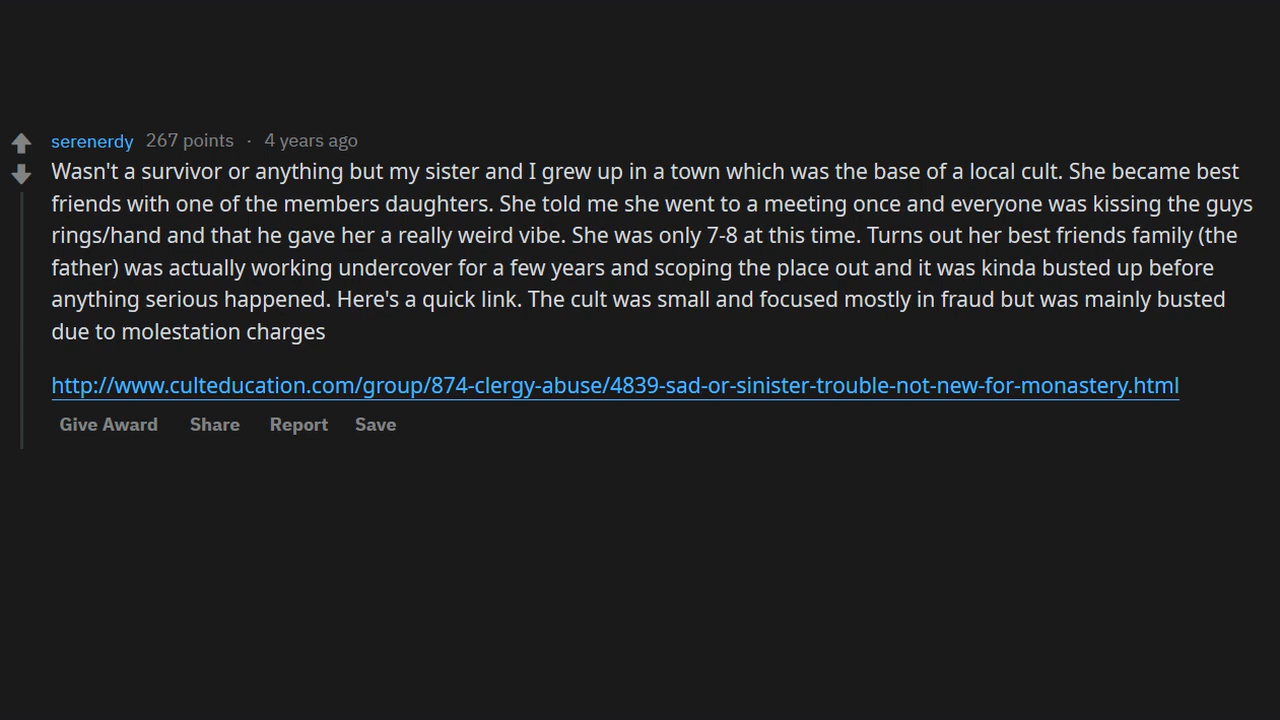 serenerdy 267 points · 4 years ago
Wasn't a survivor or anything but my sister and I grew up in a town which was the base of a local cult. She became best
friends with one of the members daughters. She told me she went to a meeting once and everyone was kissing the guys
rings/hand and that he gave her a really weird vibe. She was only 7-8 at this time. Turns out her best friends family (the
father) was actually working undercover for a few years and scoping the place out and it was kinda busted up before
anything serious happened. Here's a quick link. The cult was small and focused mostly in fraud but was mainly busted
due to molestation charges
http://www.culteducation.com/group/874-clergy-abuse/4839-sad-or-sinister-trouble-not-new-for-monastery.html
Give Award Share Report Save